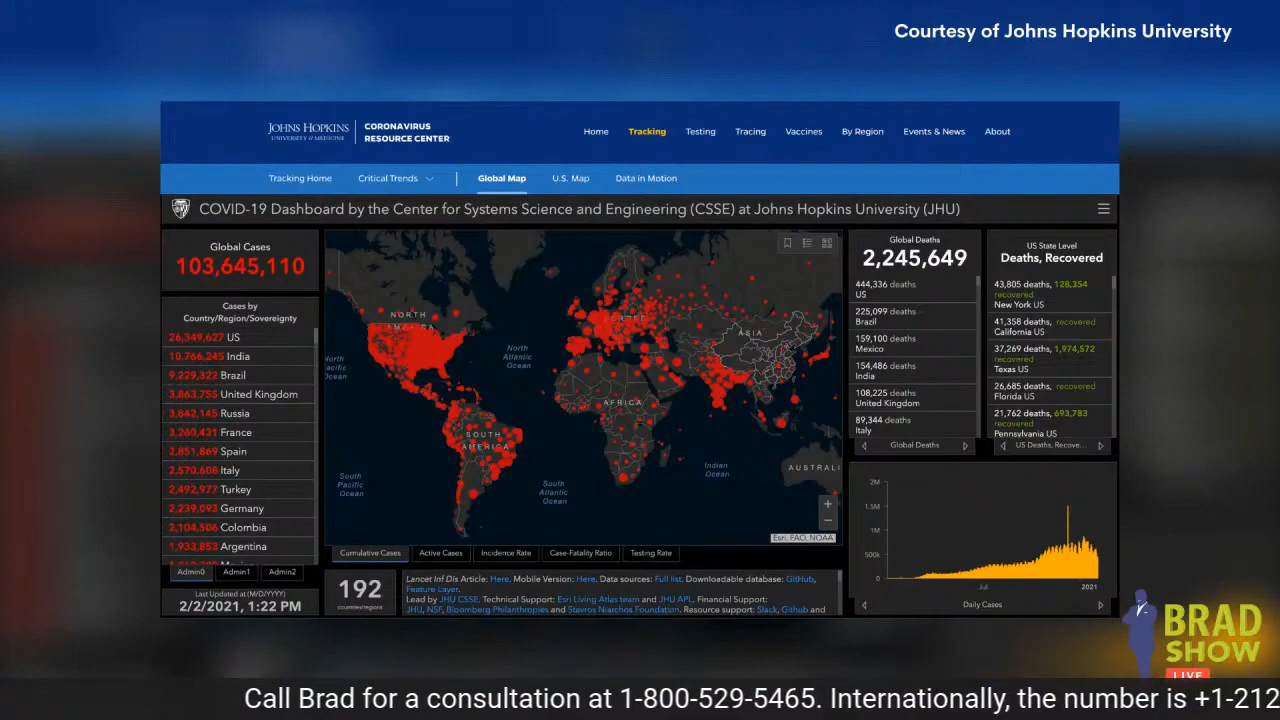 Courtesy of Johns Hopkins University
JOHNS HOPKINS
UNIVERSITY of MEDICINE
CORONAVIRUS
RESOURCE CENTER
Home
Tracking
Testing
Tracing
Vaccines
By Region
Events & News
About
Tracking Home
Critical Trends
Global Map
U.S. Map
Data in Motion
COVID-19 Dashboard by the Center for Systems Science and Engineering (CSSE) at Johns Hopkins University (JHU)
Global Cases
103,645,110
Cases by
Country/Region/Sovereignty
26,349,627 US
10,766,245 India
9,229,322 Brazil
3,863,755 United Kingdom
3,842,145 Russia
3,260,431 France
2,851,869 Spain
2,570,608 Italy
2,492,977 Turkey
2,239,093 Germany
2,104,506 Colombia
1,933,853 Argentina
Admin0
Admin1
Admin2
Last Updated at (M/D/YYYY)
2/2/2021, 1:22 PM
NORTH
AMERICA
North
Atlantic
Ocean
EUROPE
ASIA
AFRICA
SOUTH
AMERICA
South
Pacific
Ocean
South
Atlantic
Ocean
Indian
Ocean
AUSTRALI
+
−
Esri, FAO, NOAA
Cumulative Cases
Active Cases
Incidence Rate
Case-Fatality Ratio
Testing Rate
192
countries/regions
Lancet Inf Dis Article: Here. Mobile Version: Here. Data sources: Full list. Downloadable database: GitHub,
Feature Layer.
Lead by JHU CSSE. Technical Support: Esri Living Atlas team and JHU APL. Financial Support:
JHU, NSF, Bloomberg Philanthropies and Stavros Niarchos Foundation. Resource support: Slack, Github and
Global Deaths
2,245,649
444,336 deaths
US
225,099 deaths
Brazil
159,100 deaths
Mexico
154,486 deaths
India
108,225 deaths
United Kingdom
89,344 deaths
Italy
Global Deaths
US State Level
Deaths, Recovered
43,805 deaths, 128,354
recovered
New York US
41,358 deaths, recovered
California US
37,269 deaths, 1,974,572
recovered
Texas US
26,685 deaths, recovered
Florida US
21,762 deaths, 693,783
recovered
Pennsylvania US
US Deaths, Recove...
2M
1.5M
1M
500k
0
Jul
2021
Daily Cases
BRAD
SHOW
LIVE
Call Brad for a consultation at 1-800-529-5465. Internationally, the number is +1-212